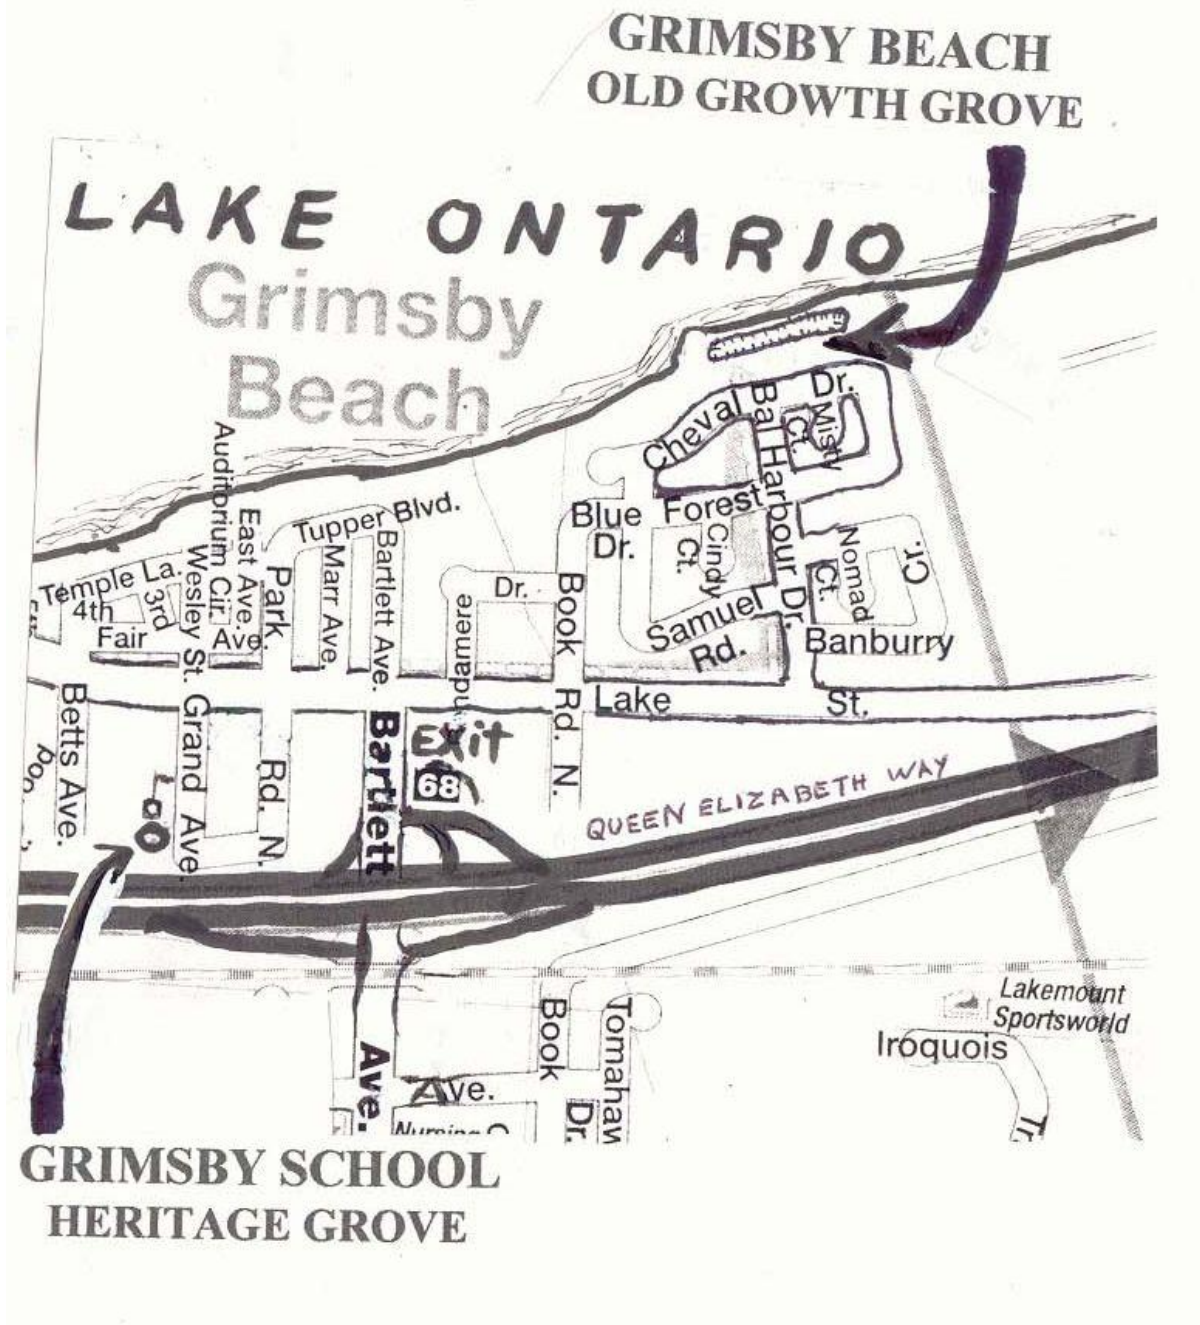 GRIMSBY BEACH
OLD GROWTH GROVE
LAKE ONTARIO
Grimsby
Beach
Cheval
Dr.
Bal Harbour Dr.
Misty
Ct.
Blue Forest
Dr.
Cindy
Ct.
Nomad
Ct.
Cr.
Samuel
Rd.
Banburry
Tupper Blvd.
Auditorium Cir.
East Ave.
Wesley St.
Temple La.
4th
3rd
Fair
Ave.
Park
Marr Ave.
Bartlett Ave.
Dr.
Book
Rd. N.
Lake
St.
Betts Ave.
Grand Ave.
Rd. N.
Bartlett
EXit
68
QUEEN ELIZABETH WAY
Ave.
Ave.
Book
Tomahaw
Dr.
Lakemount
Sportsworld
Iroquois
Tr.
GRIMSBY SCHOOL
HERITAGE GROVE